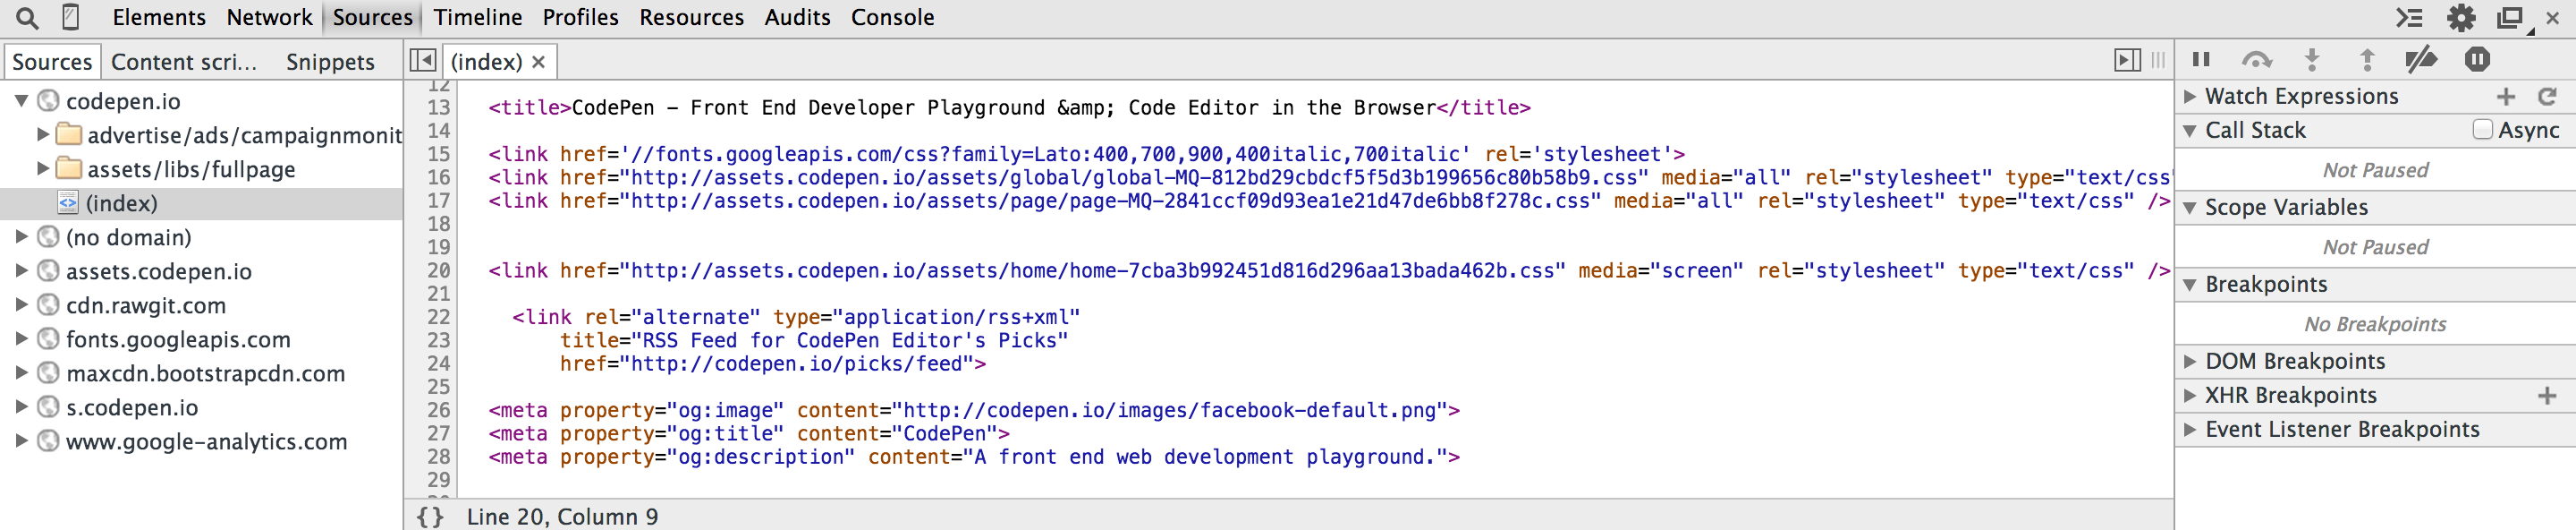 Elements Network Sources Timeline Profiles Resources Audits Console
Sources Content scri... Snippets
codepen.io
advertise/ads/campaignmonit
assets/libs/fullpage
(index)
(no domain)
assets.codepen.io
cdn.rawgit.com
fonts.googleapis.com
maxcdn.bootstrapcdn.com
s.codepen.io
www.google-analytics.com
(index)
12
13 <title>CodePen - Front End Developer Playground &amp; Code Editor in the Browser</title>
14
15 <link href='//fonts.googleapis.com/css?family=Lato:400,700,900,400italic,700italic' rel='stylesheet'>
16 <link href="http://assets.codepen.io/assets/global/global-MQ-812bd29cbdcf5f5d3b199656c80b58b9.css" media="all" rel="stylesheet" type="text/css"
17 <link href="http://assets.codepen.io/assets/page/page-MQ-2841ccf09d93ea1e21d47de6bb8f278c.css" media="all" rel="stylesheet" type="text/css" />
18
19
20 <link href="http://assets.codepen.io/assets/home/home-7cba3b992451d816d296aa13bada462b.css" media="screen" rel="stylesheet" type="text/css" />
21
22 <link rel="alternate" type="application/rss+xml"
23 title="RSS Feed for CodePen Editor's Picks"
24 href="http://codepen.io/picks/feed">
25
26 <meta property="og:image" content="http://codepen.io/images/facebook-default.png">
27 <meta property="og:title" content="CodePen">
28 <meta property="og:description" content="A front end web development playground.">
29
{} Line 20, Column 9
Watch Expressions
Call Stack Async
Not Paused
Scope Variables
Not Paused
Breakpoints
No Breakpoints
DOM Breakpoints
XHR Breakpoints
Event Listener Breakpoints